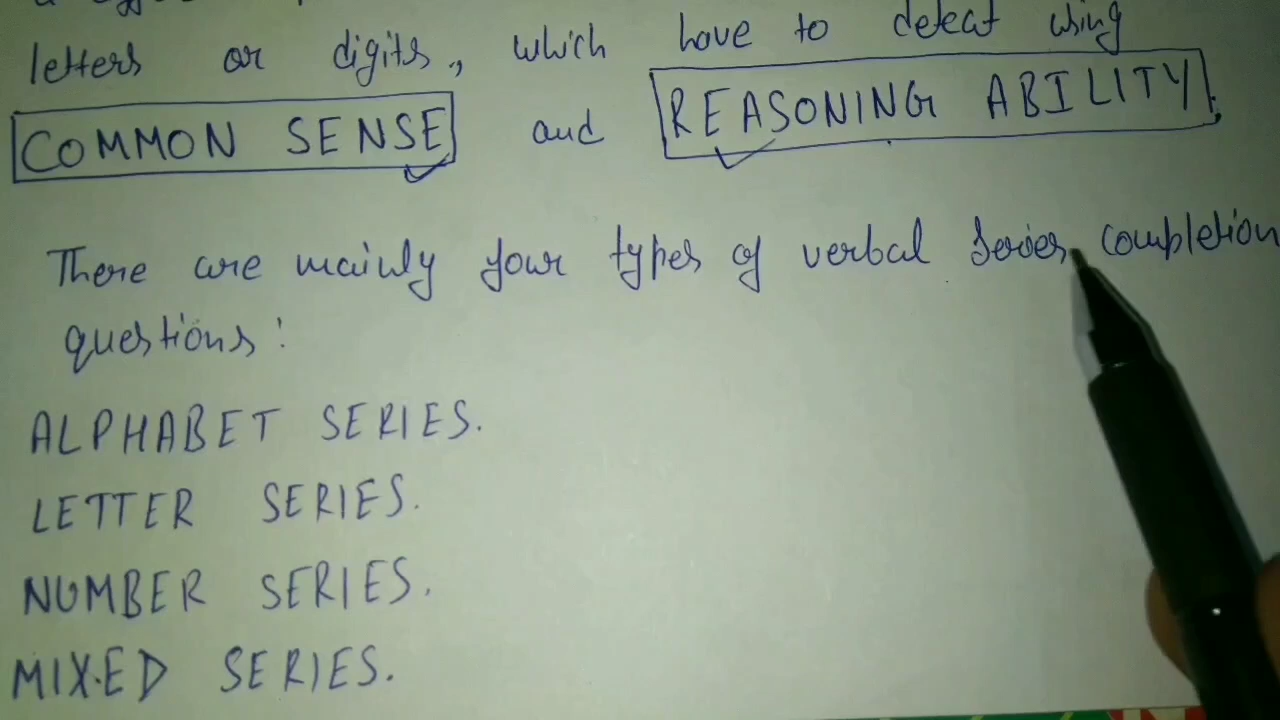 letters or digits, which have to detect using
COMMON SENSE and REASONING ABILITY,
There are mainly four types of verbal series completion
questions:
ALPHABET SERIES.
LETTER SERIES.
NUMBER SERIES.
MIXED SERIES.